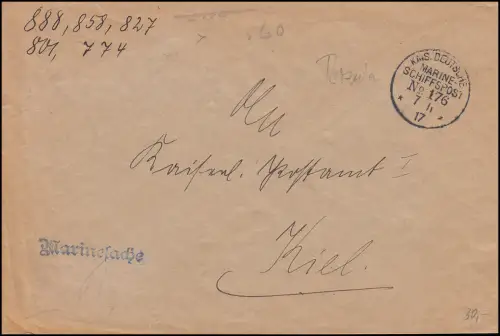 888, 858, 827
801, 774
KAIS. DEUTSCHE
MARINE-
SCHIFFSPOST
No 176
* 7 11 *
17
An
Kaiserl. Postamt I
Kiel.
Marinesache
30,-